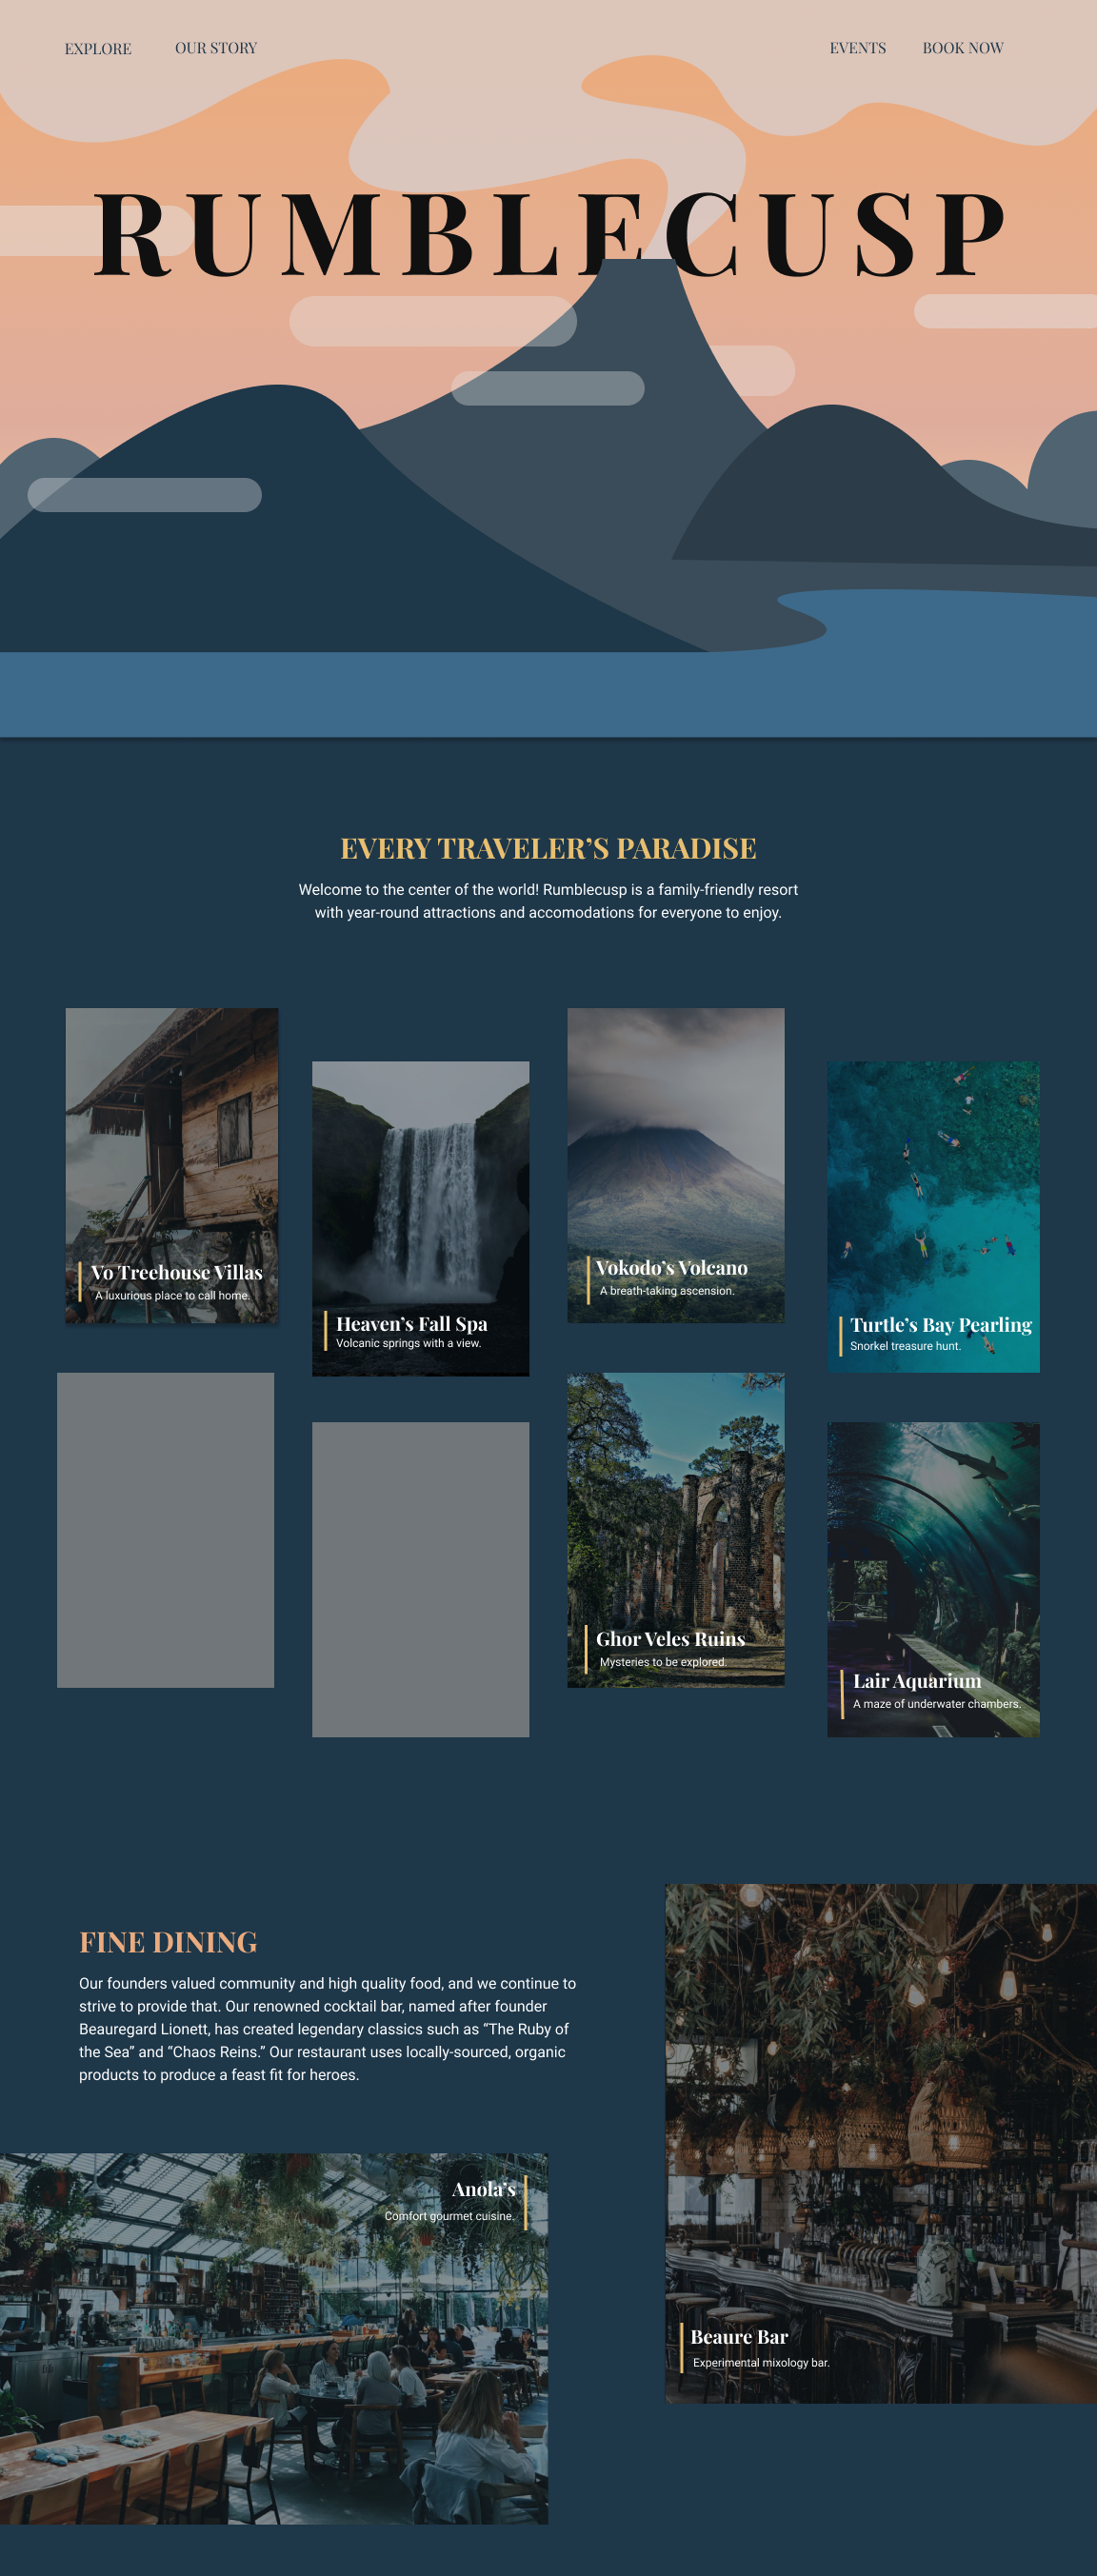 EXPLORE
OUR STORY
EVENTS
BOOK NOW
RUMBLECUSP
EVERY TRAVELER’S PARADISE
Welcome to the center of the world! Rumblecusp is a family-friendly resort
with year-round attractions and accomodations for everyone to enjoy.
Vo Treehouse Villas
A luxurious place to call home.
Heaven’s Fall Spa
Volcanic springs with a view.
Vokodo’s Volcano
A breath-taking ascension.
Turtle’s Bay Pearling
Snorkel treasure hunt.
Ghor Veles Ruins
Mysteries to be explored.
Lair Aquarium
A maze of underwater chambers.
FINE DINING
Our founders valued community and high quality food, and we continue to
strive to provide that. Our renowned cocktail bar, named after founder
Beauregard Lionett, has created legendary classics such as “The Ruby of
the Sea” and “Chaos Reins.” Our restaurant uses locally-sourced, organic
products to produce a feast fit for heroes.
Anola’s
Comfort gourmet cuisine.
Beaure Bar
Experimental mixology bar.